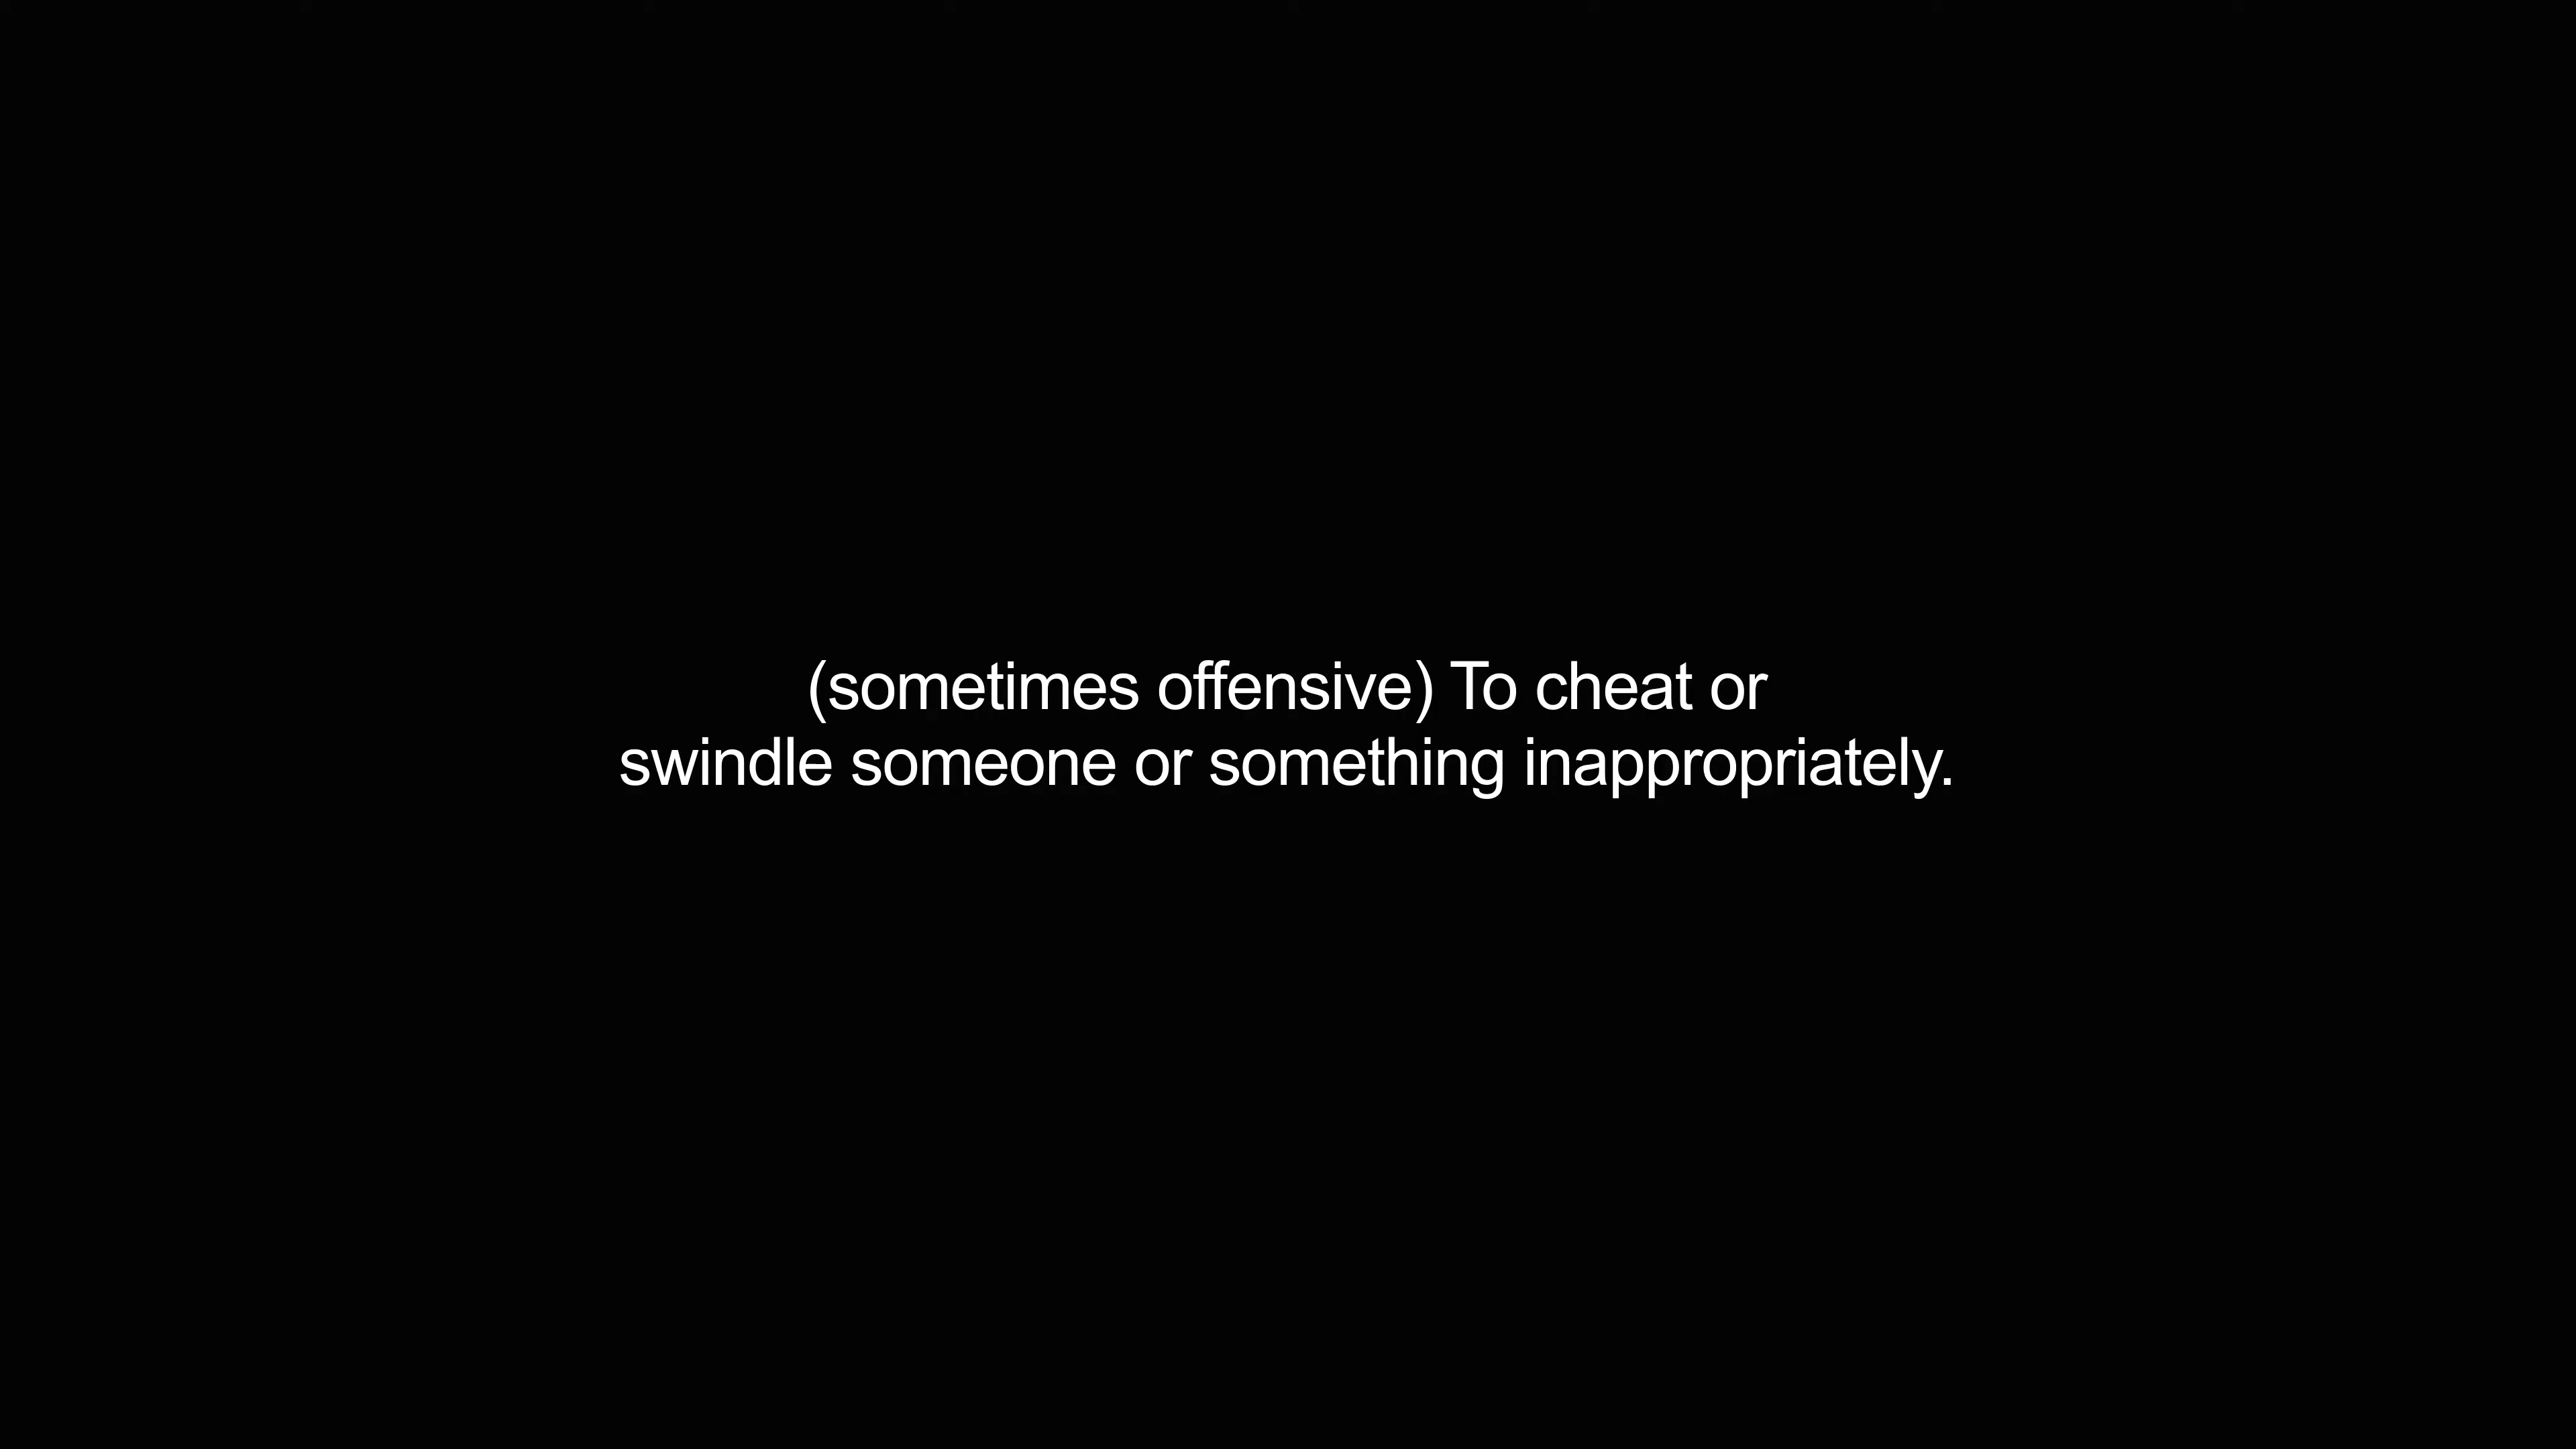 (sometimes offensive) To cheat or
swindle someone or something inappropriately.